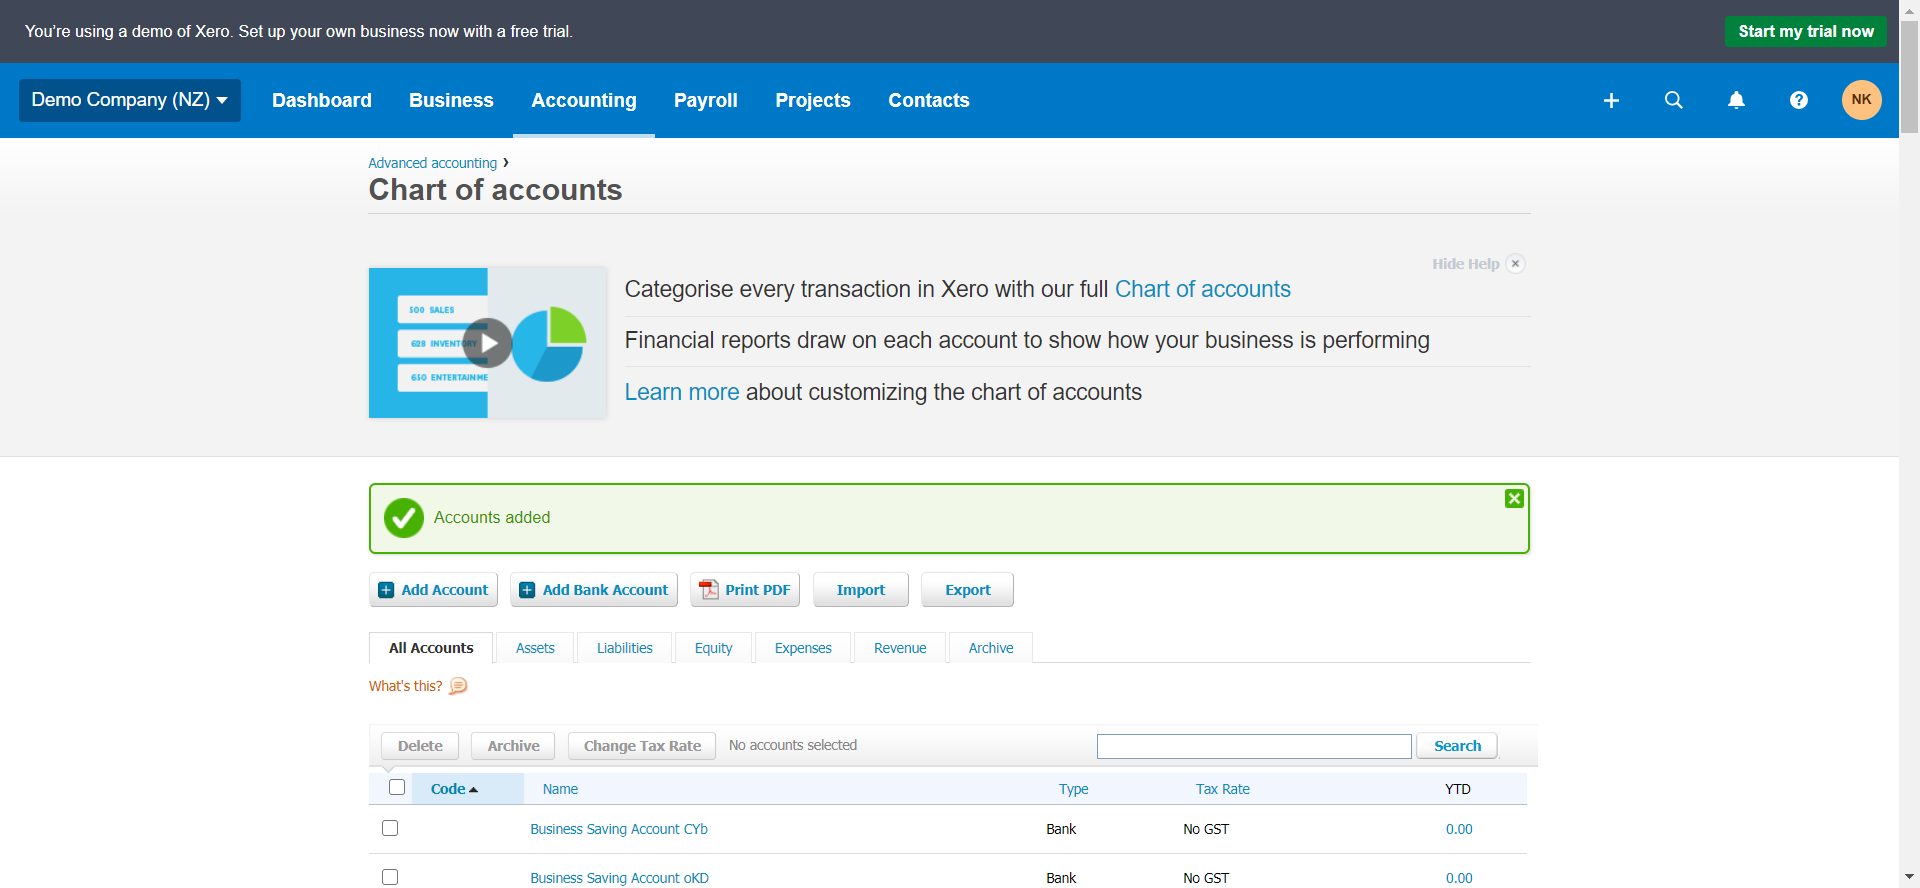 You're using a demo of Xero. Set up your own business now with a free trial.
Start my trial now
Demo Company (NZ)
Dashboard
Business
Accounting
Payroll
Projects
Contacts
NK
Advanced accounting ›
Chart of accounts
Hide Help
500 SALES
628 INVENTORY
650 ENTERTAINME
Categorise every transaction in Xero with our full Chart of accounts
Financial reports draw on each account to show how your business is performing
Learn more about customizing the chart of accounts
Accounts added
Add Account
Add Bank Account
Print PDF
Import
Export
All Accounts
Assets
Liabilities
Equity
Expenses
Revenue
Archive
What's this?
Delete
Archive
Change Tax Rate
No accounts selected
Search
Code
Name
Type
Tax Rate
YTD
Business Saving Account CYb
Bank
No GST
0.00
Business Saving Account oKD
Bank
No GST
0.00